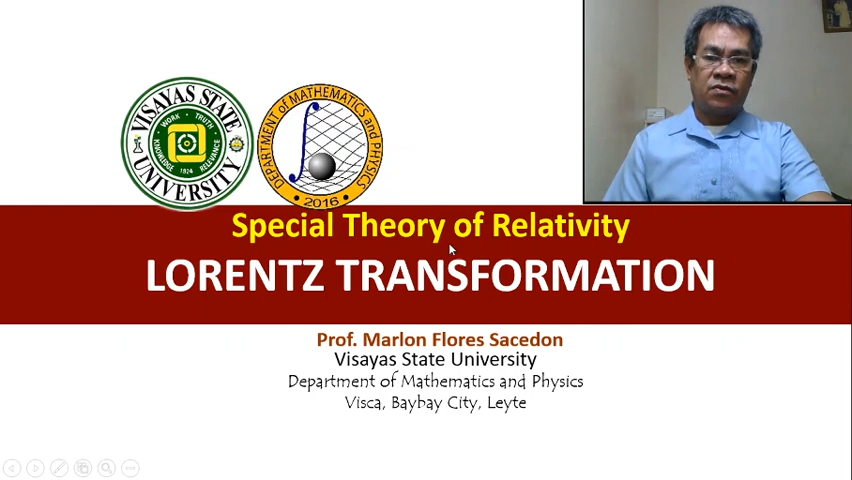 VISAYAS STATE UNIVERSITY
WORK TRUTH KNOWLEDGE RELEVANCE 1924
DEPARTMENT of MATHEMATICS and PHYSICS
2016
Special Theory of Relativity
LORENTZ TRANSFORMATION
Prof. Marlon Flores Sacedon
Visayas State University
Department of Mathematics and Physics
Visca, Baybay City, Leyte